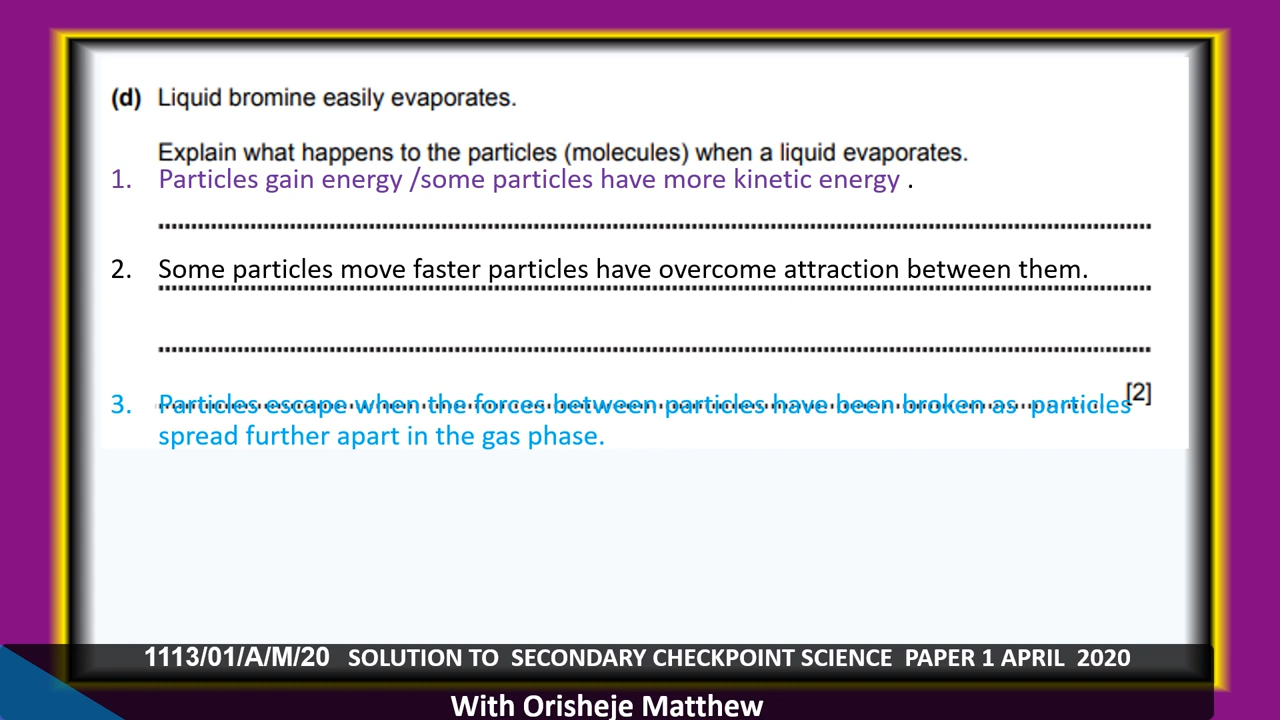 (d) Liquid bromine easily evaporates.
Explain what happens to the particles (molecules) when a liquid evaporates.
1. Particles gain energy /some particles have more kinetic energy .
2. Some particles move faster particles have overcome attraction between them.
[2]
3. Particles escape when the forces between particles have been broken as particles
spread further apart in the gas phase.
1113/01/A/M/20 SOLUTION TO SECONDARY CHECKPOINT SCIENCE PAPER 1 APRIL 2020
With Orisheje Matthew